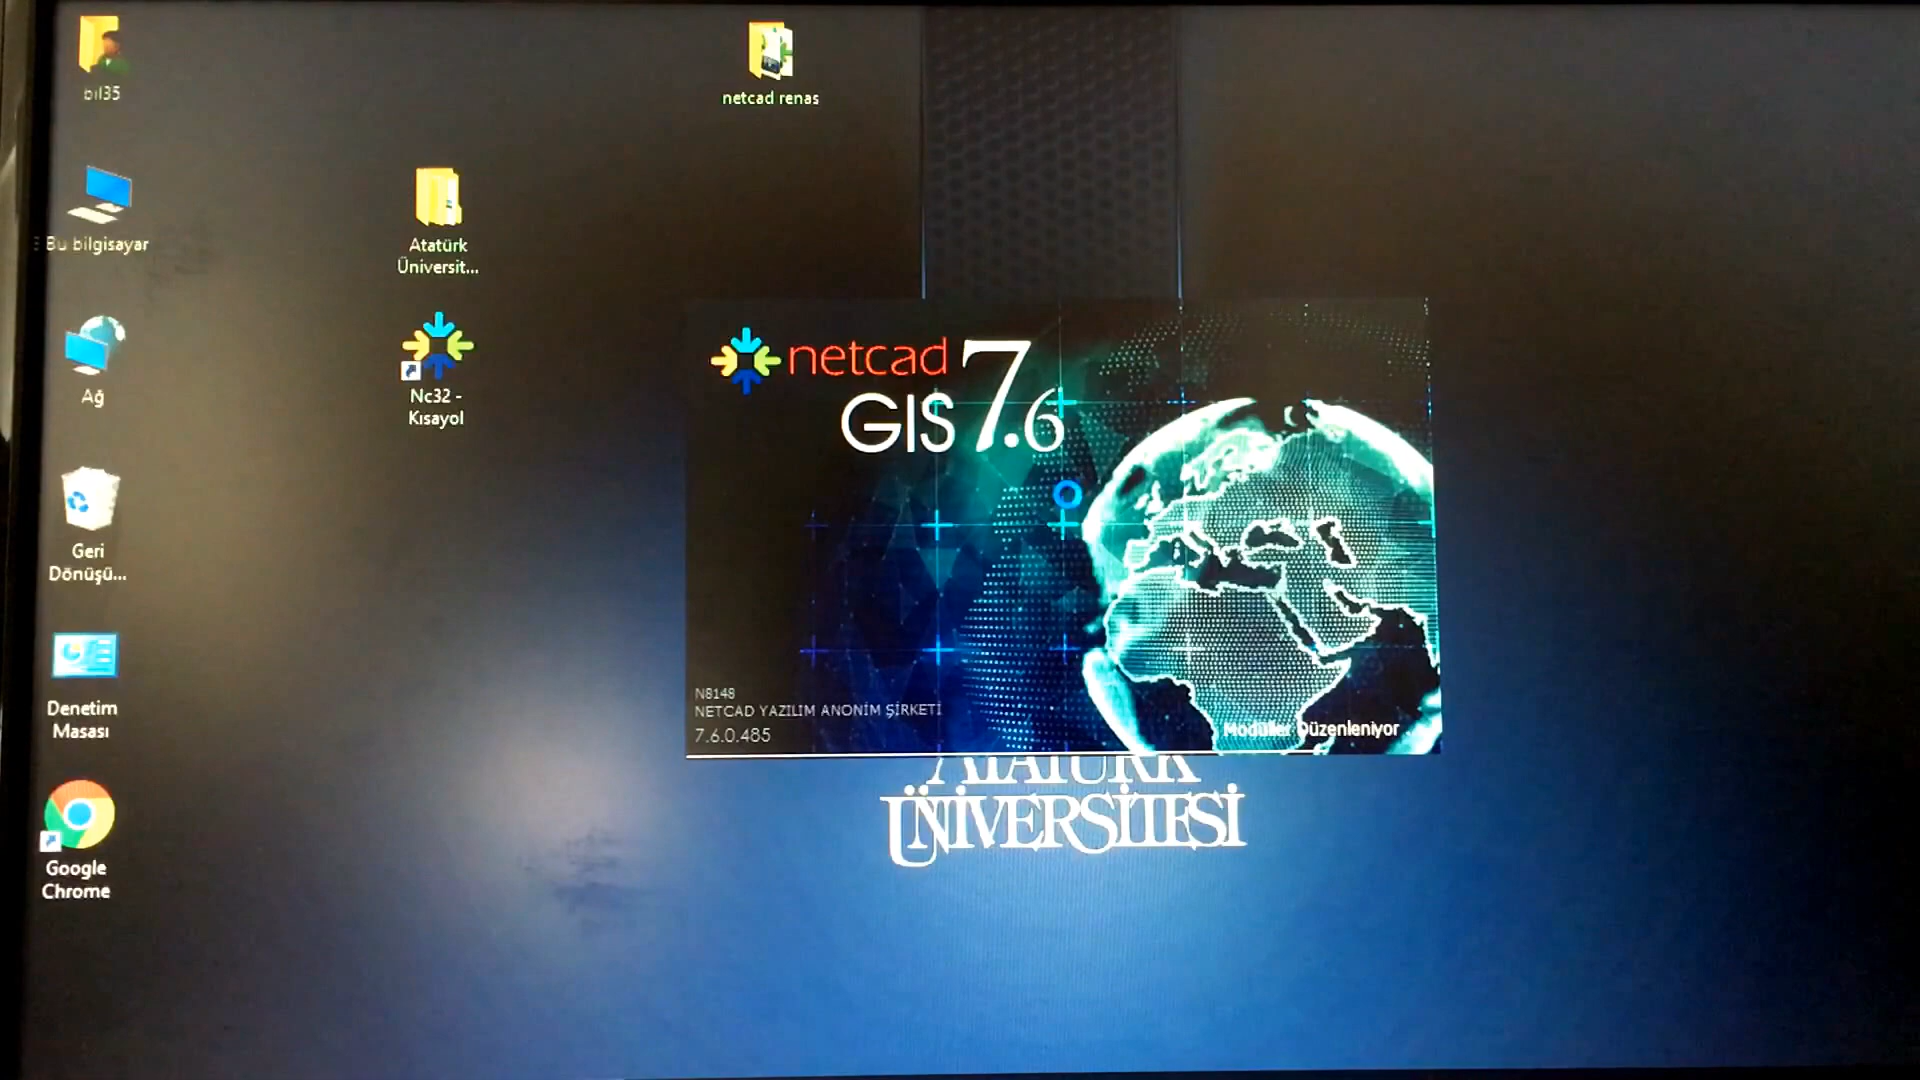 bil35
netcad renas
Bu bilgisayar
Atatürk
Üniversit...
Ağ
Nc32 -
Kısayol
Geri
Dönüşü...
Denetim
Masası
Google
Chrome
netcad 7.6
GIS
N8148
NETCAD YAZILIM ANONİM ŞİRKETİ
7.6.0.485
Modüller Düzenleniyor
ATATÜRK
ÜNİVERSİTESİ